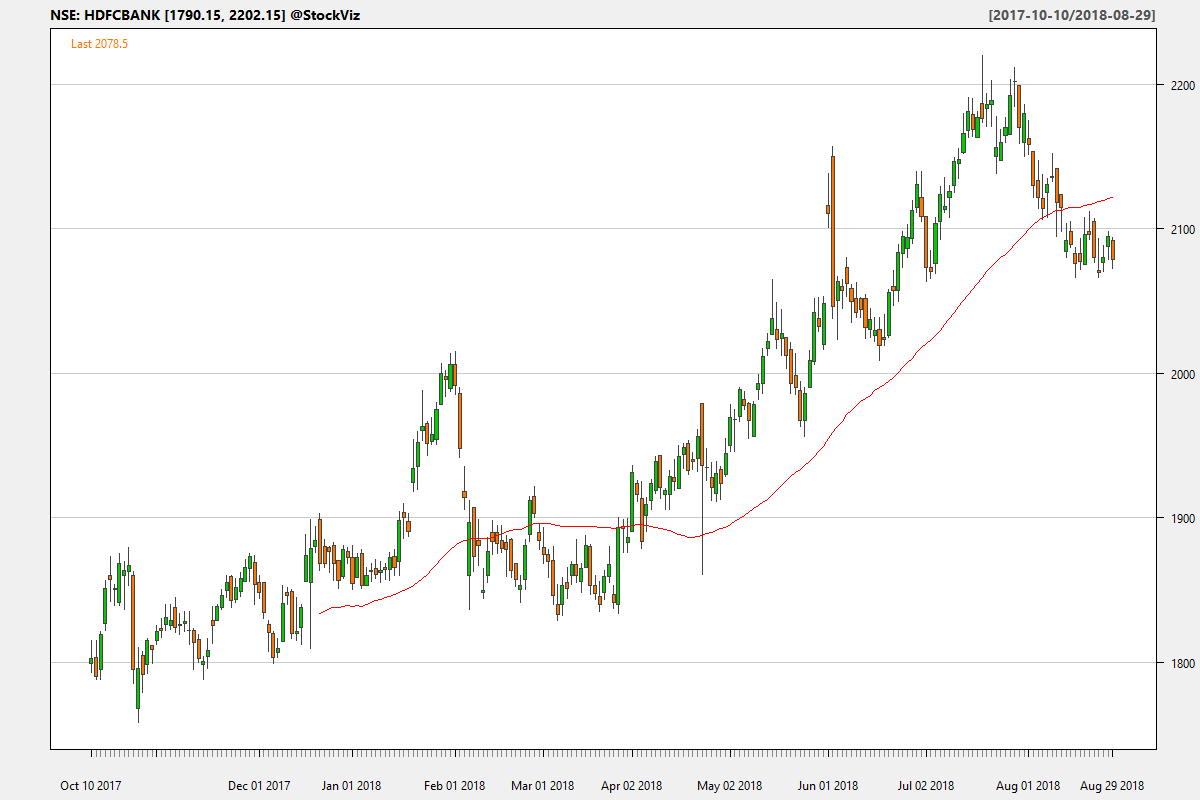 NSE: HDFCBANK [1790.15, 2202.15] @StockViz
[2017-10-10/2018-08-29]
Last 2078.5
2200
2100
2000
1900
1800
Oct 10 2017
Dec 01 2017
Jan 01 2018
Feb 01 2018
Mar 01 2018
Apr 02 2018
May 02 2018
Jun 01 2018
Jul 02 2018
Aug 01 2018
Aug 29 2018